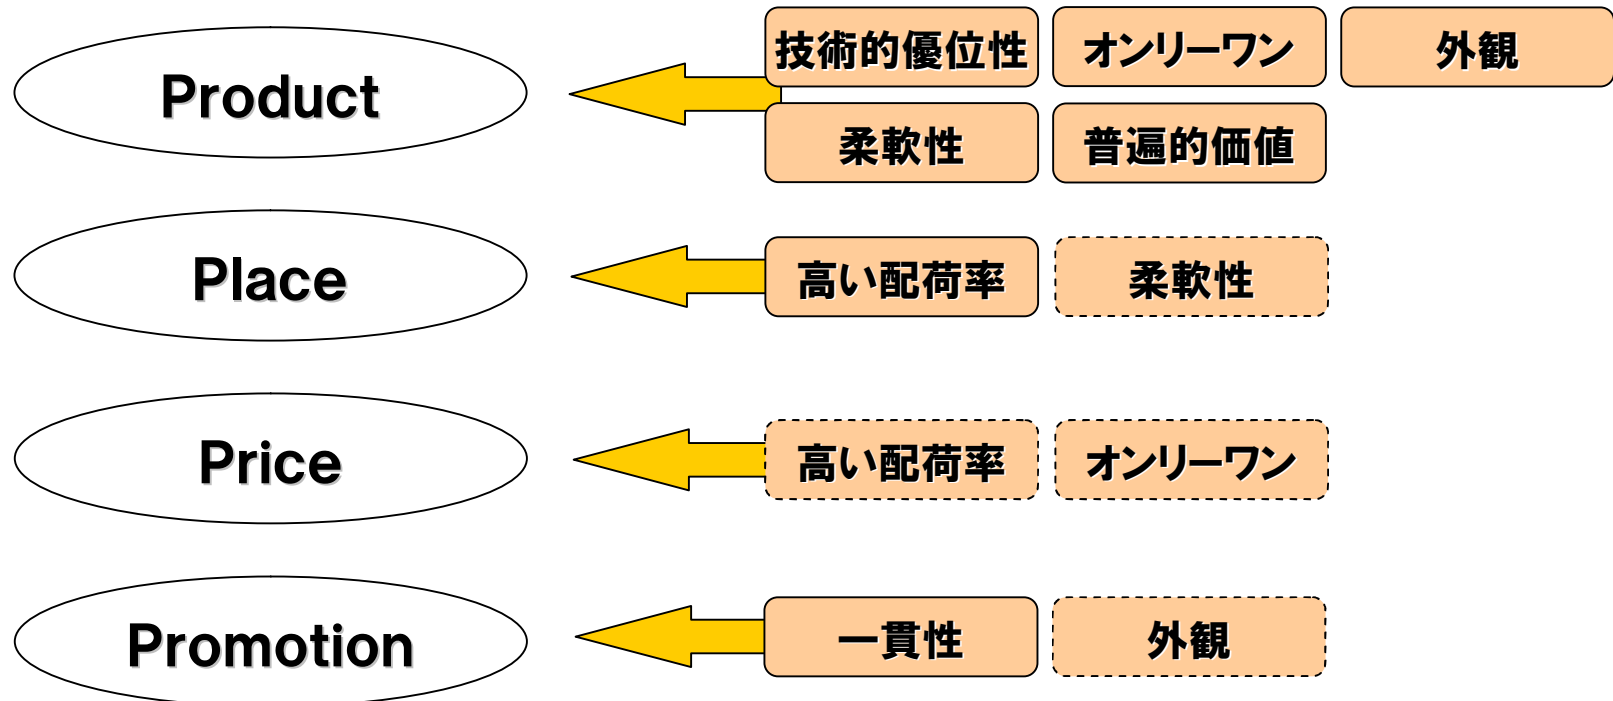 技術的優位性 オンリーワン 外観
Product
柔軟性 普遍的価値
Place 高い配荷率 柔軟性
Price 高い配荷率 オンリーワン
Promotion 一貫性 外観